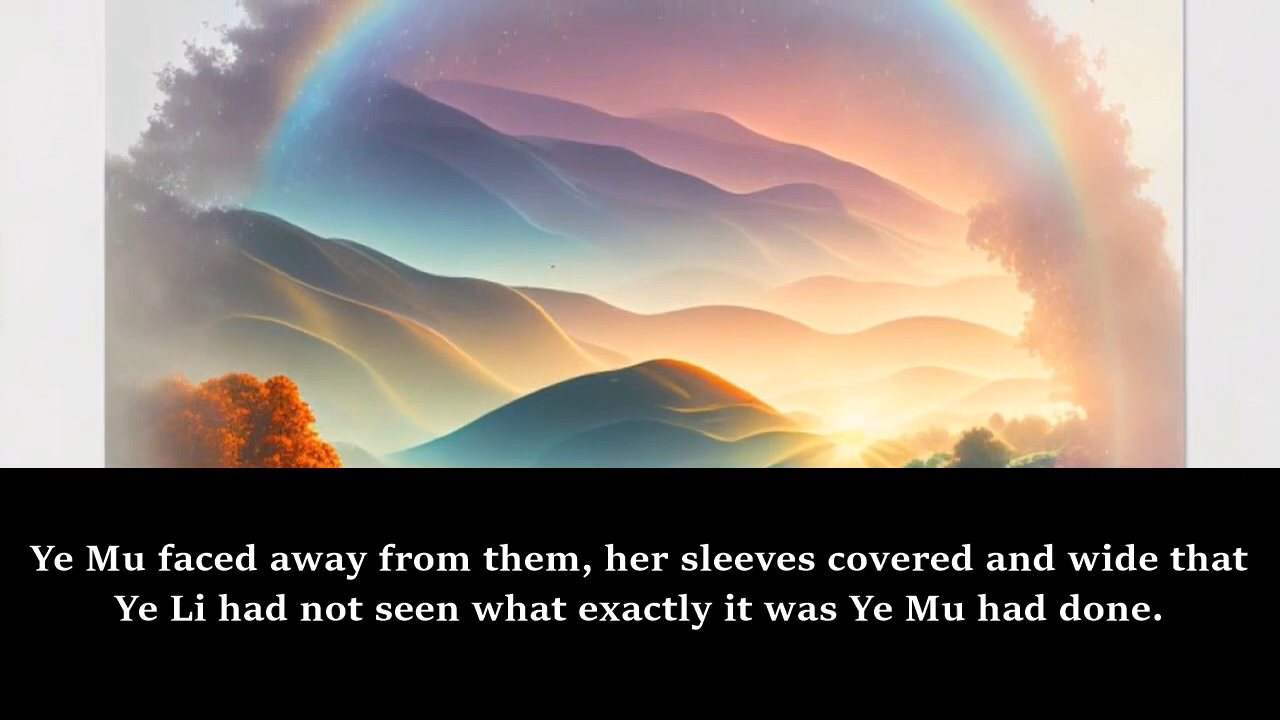 Ye Mu faced away from them, her sleeves covered and wide that
Ye Li had not seen what exactly it was Ye Mu had done.